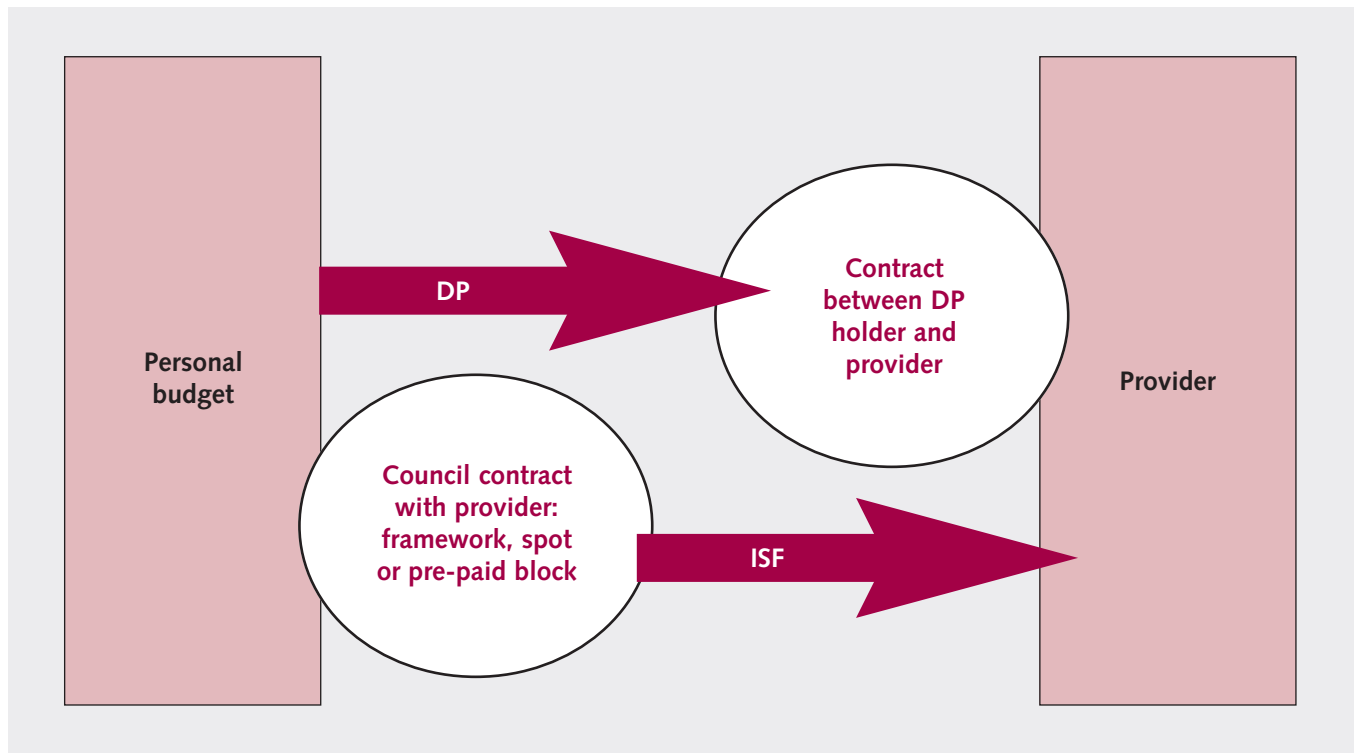 Personal
budget
DP
Contract
between DP
holder and
provider
Provider
Council contract
with provider:
framework, spot
or pre-paid block
ISF